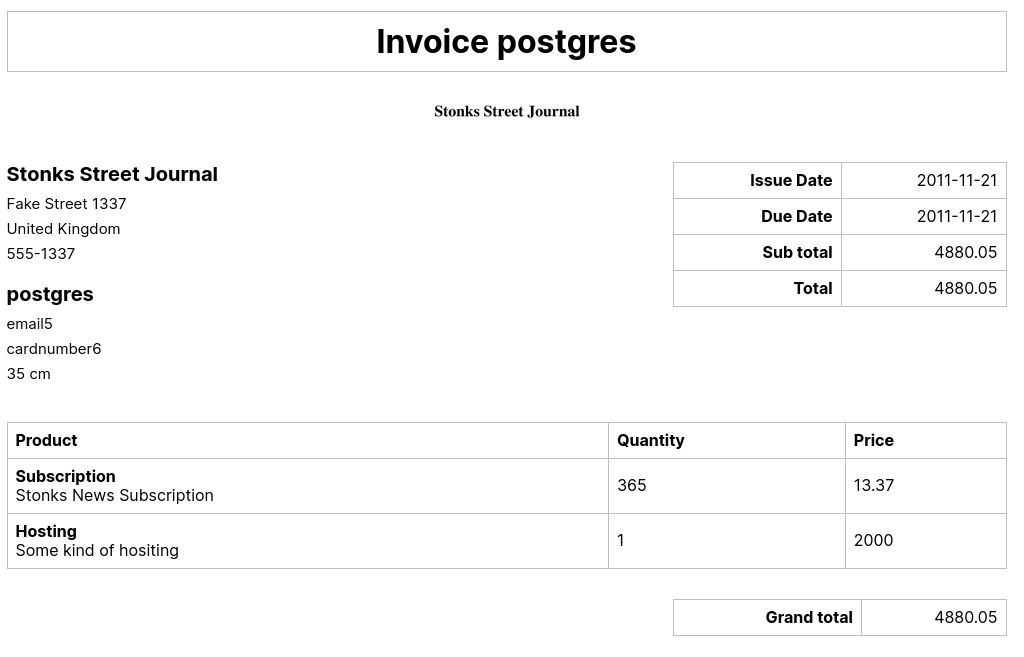 Invoice postgres
Stonks Street Journal
Stonks Street Journal
Fake Street 1337
United Kingdom
555-1337
postgres
email5
cardnumber6
35 cm
Issue Date 2011-11-21
Due Date 2011-11-21
Sub total 4880.05
Total 4880.05
Product Quantity Price
Subscription
Stonks News Subscription 365 13.37
Hosting
Some kind of hositing 1 2000
Grand total 4880.05